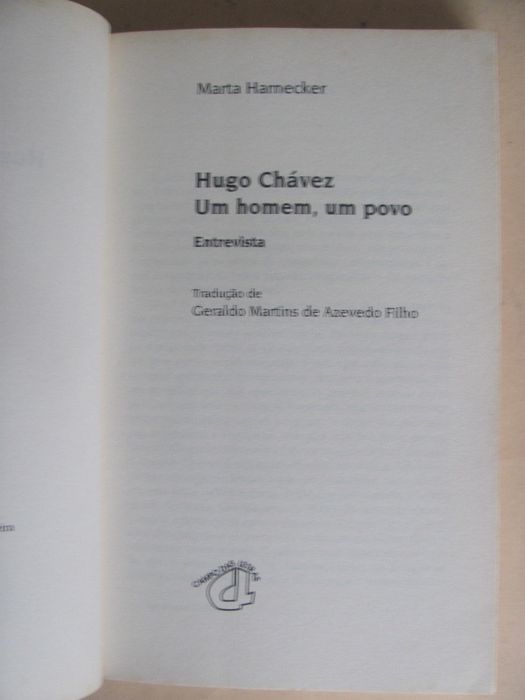 Marta Harnecker
Hugo Chávez
Um homem, um povo
Entrevista
Tradução de
Geraldo Martins de Azevedo Filho